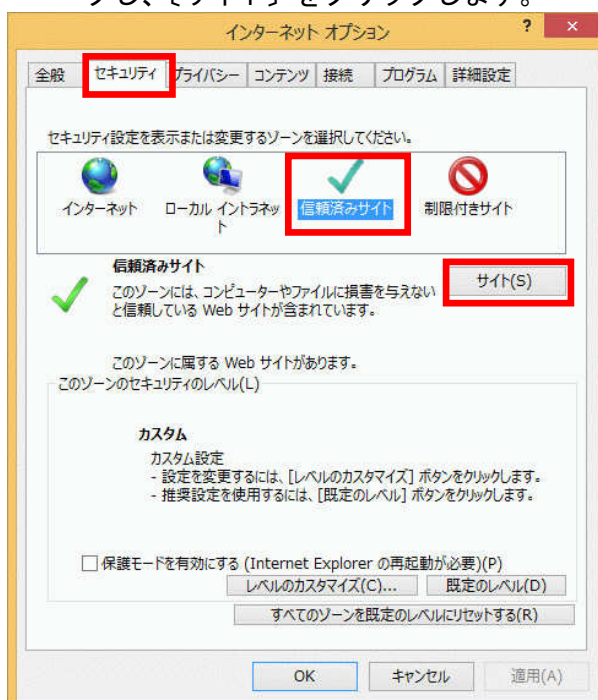 クし、［サイト］をクリックします。
インターネット オプション
?
×
全般 セキュリティ プライバシー コンテンツ 接続 プログラム 詳細設定
セキュリティ設定を表示または変更するゾーンを選択してください。
インターネット ローカル イントラネット 信頼済みサイト 制限付きサイト
信頼済みサイト
サイト(S)
このゾーンには、コンピューターやファイルに損害を与えない
と信頼している Web サイトが含まれています。
このゾーンに属する Web サイトがあります。
このゾーンのセキュリティのレベル(L)
カスタム
カスタム設定
- 設定を変更するには、[レベルのカスタマイズ] ボタンをクリックします。
- 推奨設定を使用するには、[既定のレベル] ボタンをクリックします。
保護モードを有効にする (Internet Explorer の再起動が必要)(P)
レベルのカスタマイズ(C)... 既定のレベル(D)
すべてのゾーンを既定のレベルにリセットする(R)
OK キャンセル 適用(A)